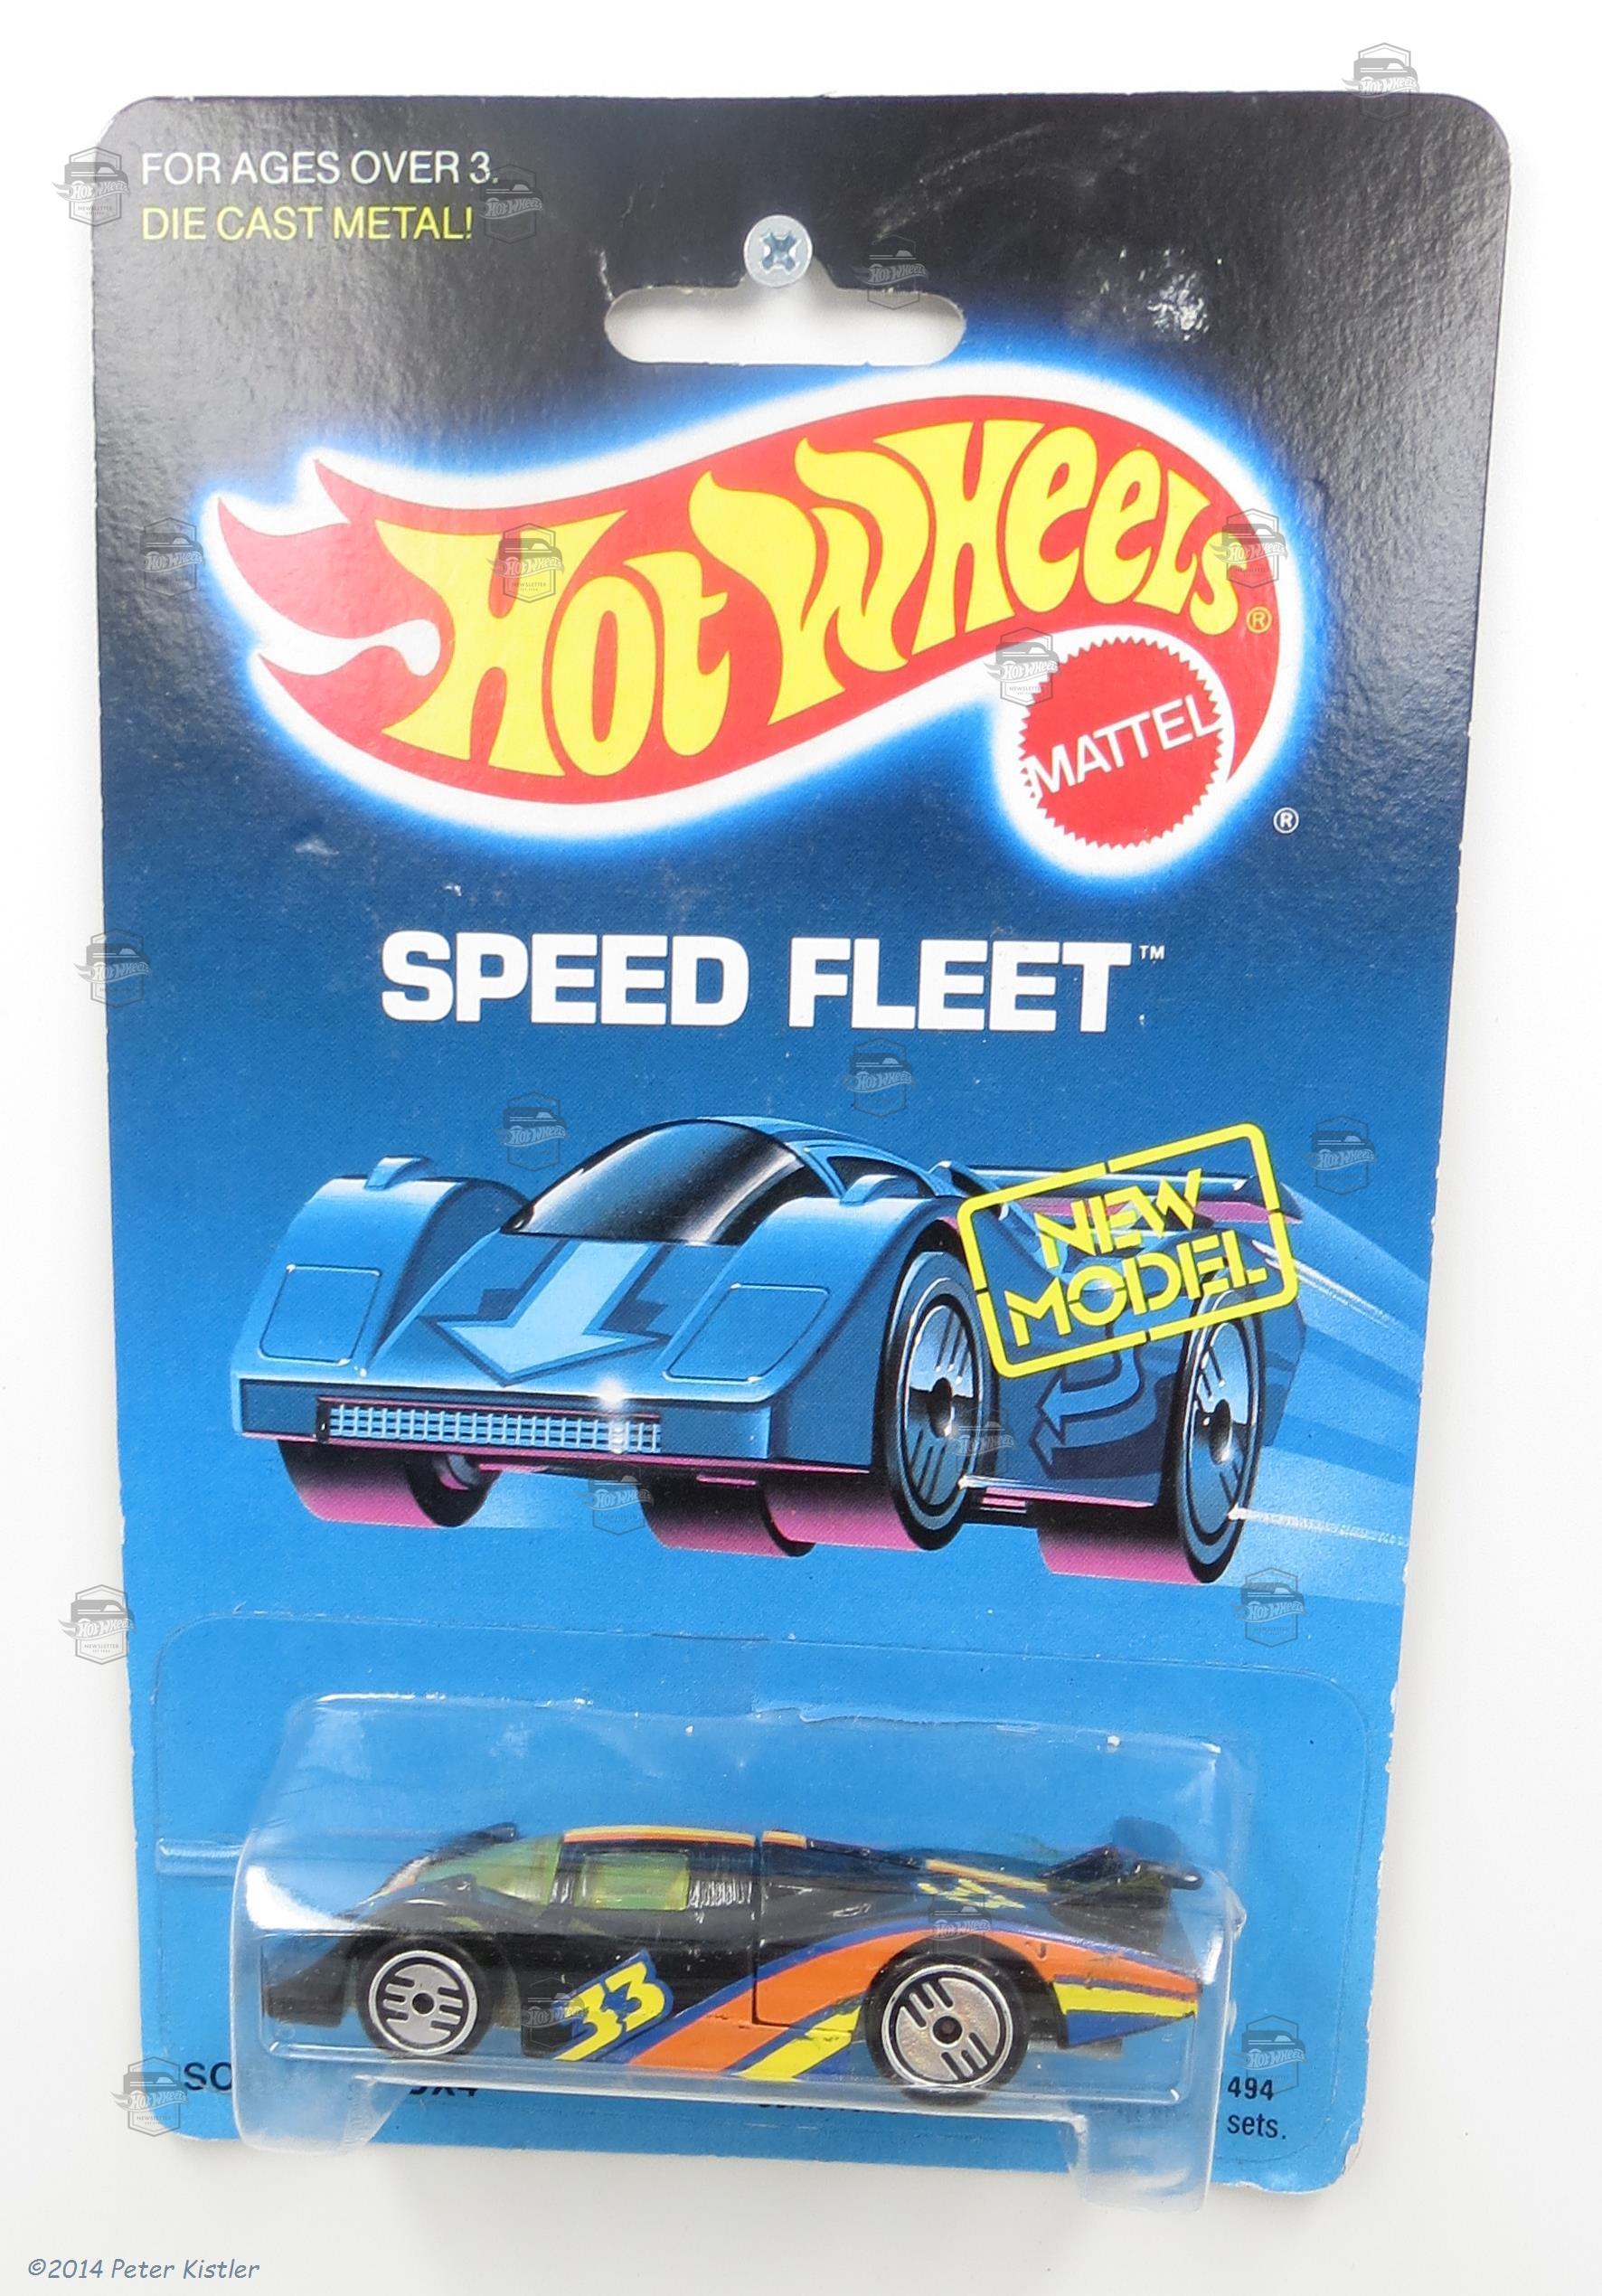 FOR AGES OVER 3.
DIE CAST METAL!
HOT WHEELS®
MATTEL
®
SPEED FLEET™
NEW
MODEL
33
494
sets.
©2014 Peter Kistler